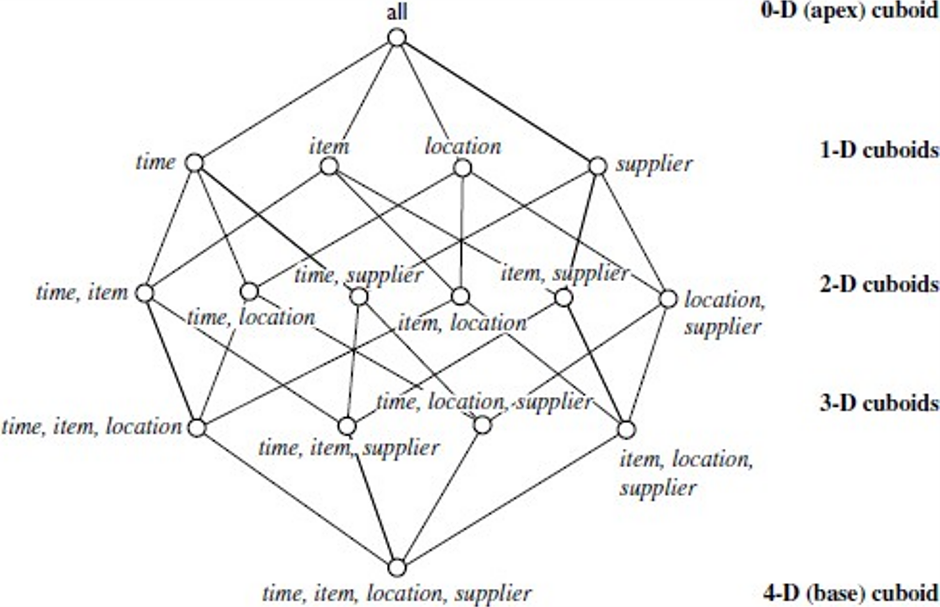 all
0-D (apex) cuboid
time
item
location
supplier
1-D cuboids
time, item
time, location
time, supplier
item, location
item, supplier
location,
supplier
2-D cuboids
time, item, location
time, item, supplier
time, location, supplier
item, location,
supplier
3-D cuboids
time, item, location, supplier
4-D (base) cuboid